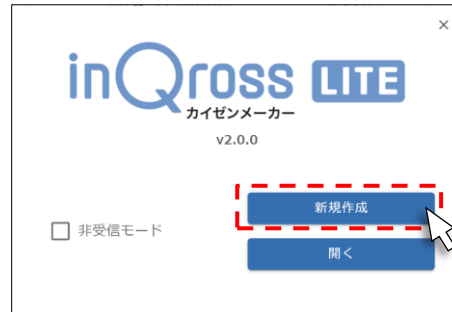 ×
inQross LITE
カイゼンメーカー
v2.0.0
新規作成
非受信モード
開く